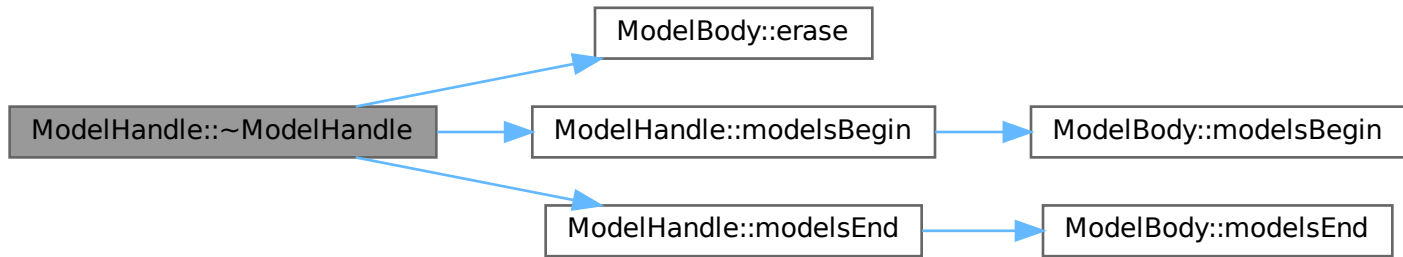 ModelBody::erase
ModelHandle::~ModelHandle
ModelHandle::modelsBegin
ModelBody::modelsBegin
ModelHandle::modelsEnd
ModelBody::modelsEnd